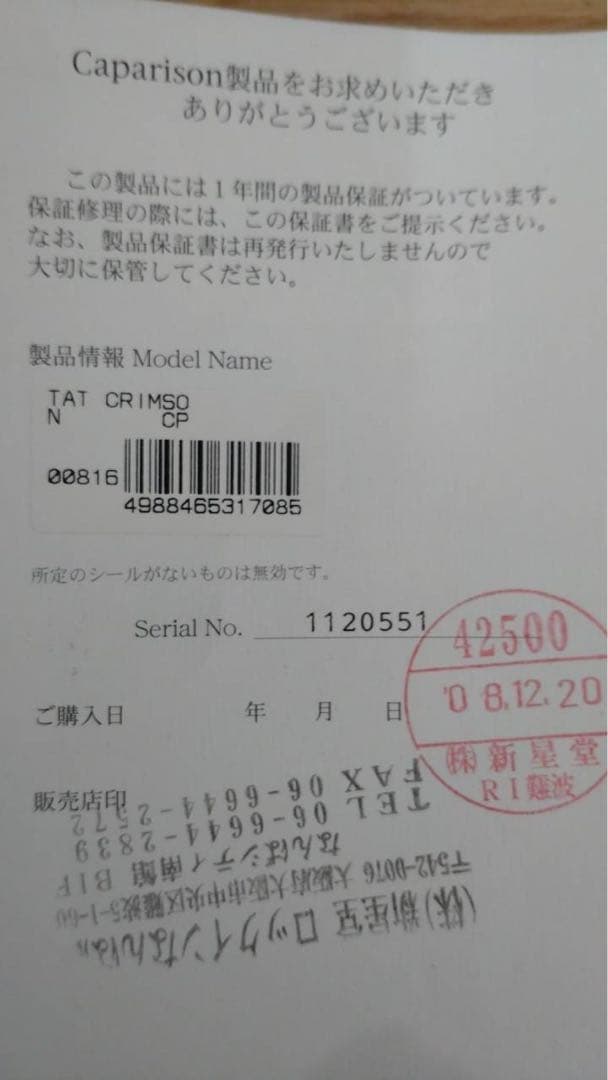 Caparison製品をお求めいただき
ありがとうございます
この製品には1年間の製品保証がついています。
保証修理の際には、この保証書をご提示ください。
なお、製品保証書は再発行いたしませんので
大切に保管してください。
製品情報 Model Name
TAT CRIMSO
N CP
00816
4988465317085
所定のシールがないものは無効です。
Serial No. 1120551
42500
'08.12.20
㈱新星堂
RI難波
ご購入日 年 月 日
販売店印
(株)新星堂 ロックインなんば
〒542-0076 大阪府大阪市中央区難波5-1-60
なんばシティ南館 B1F
TEL 06-6644-2839
FAX 06-6644-2572